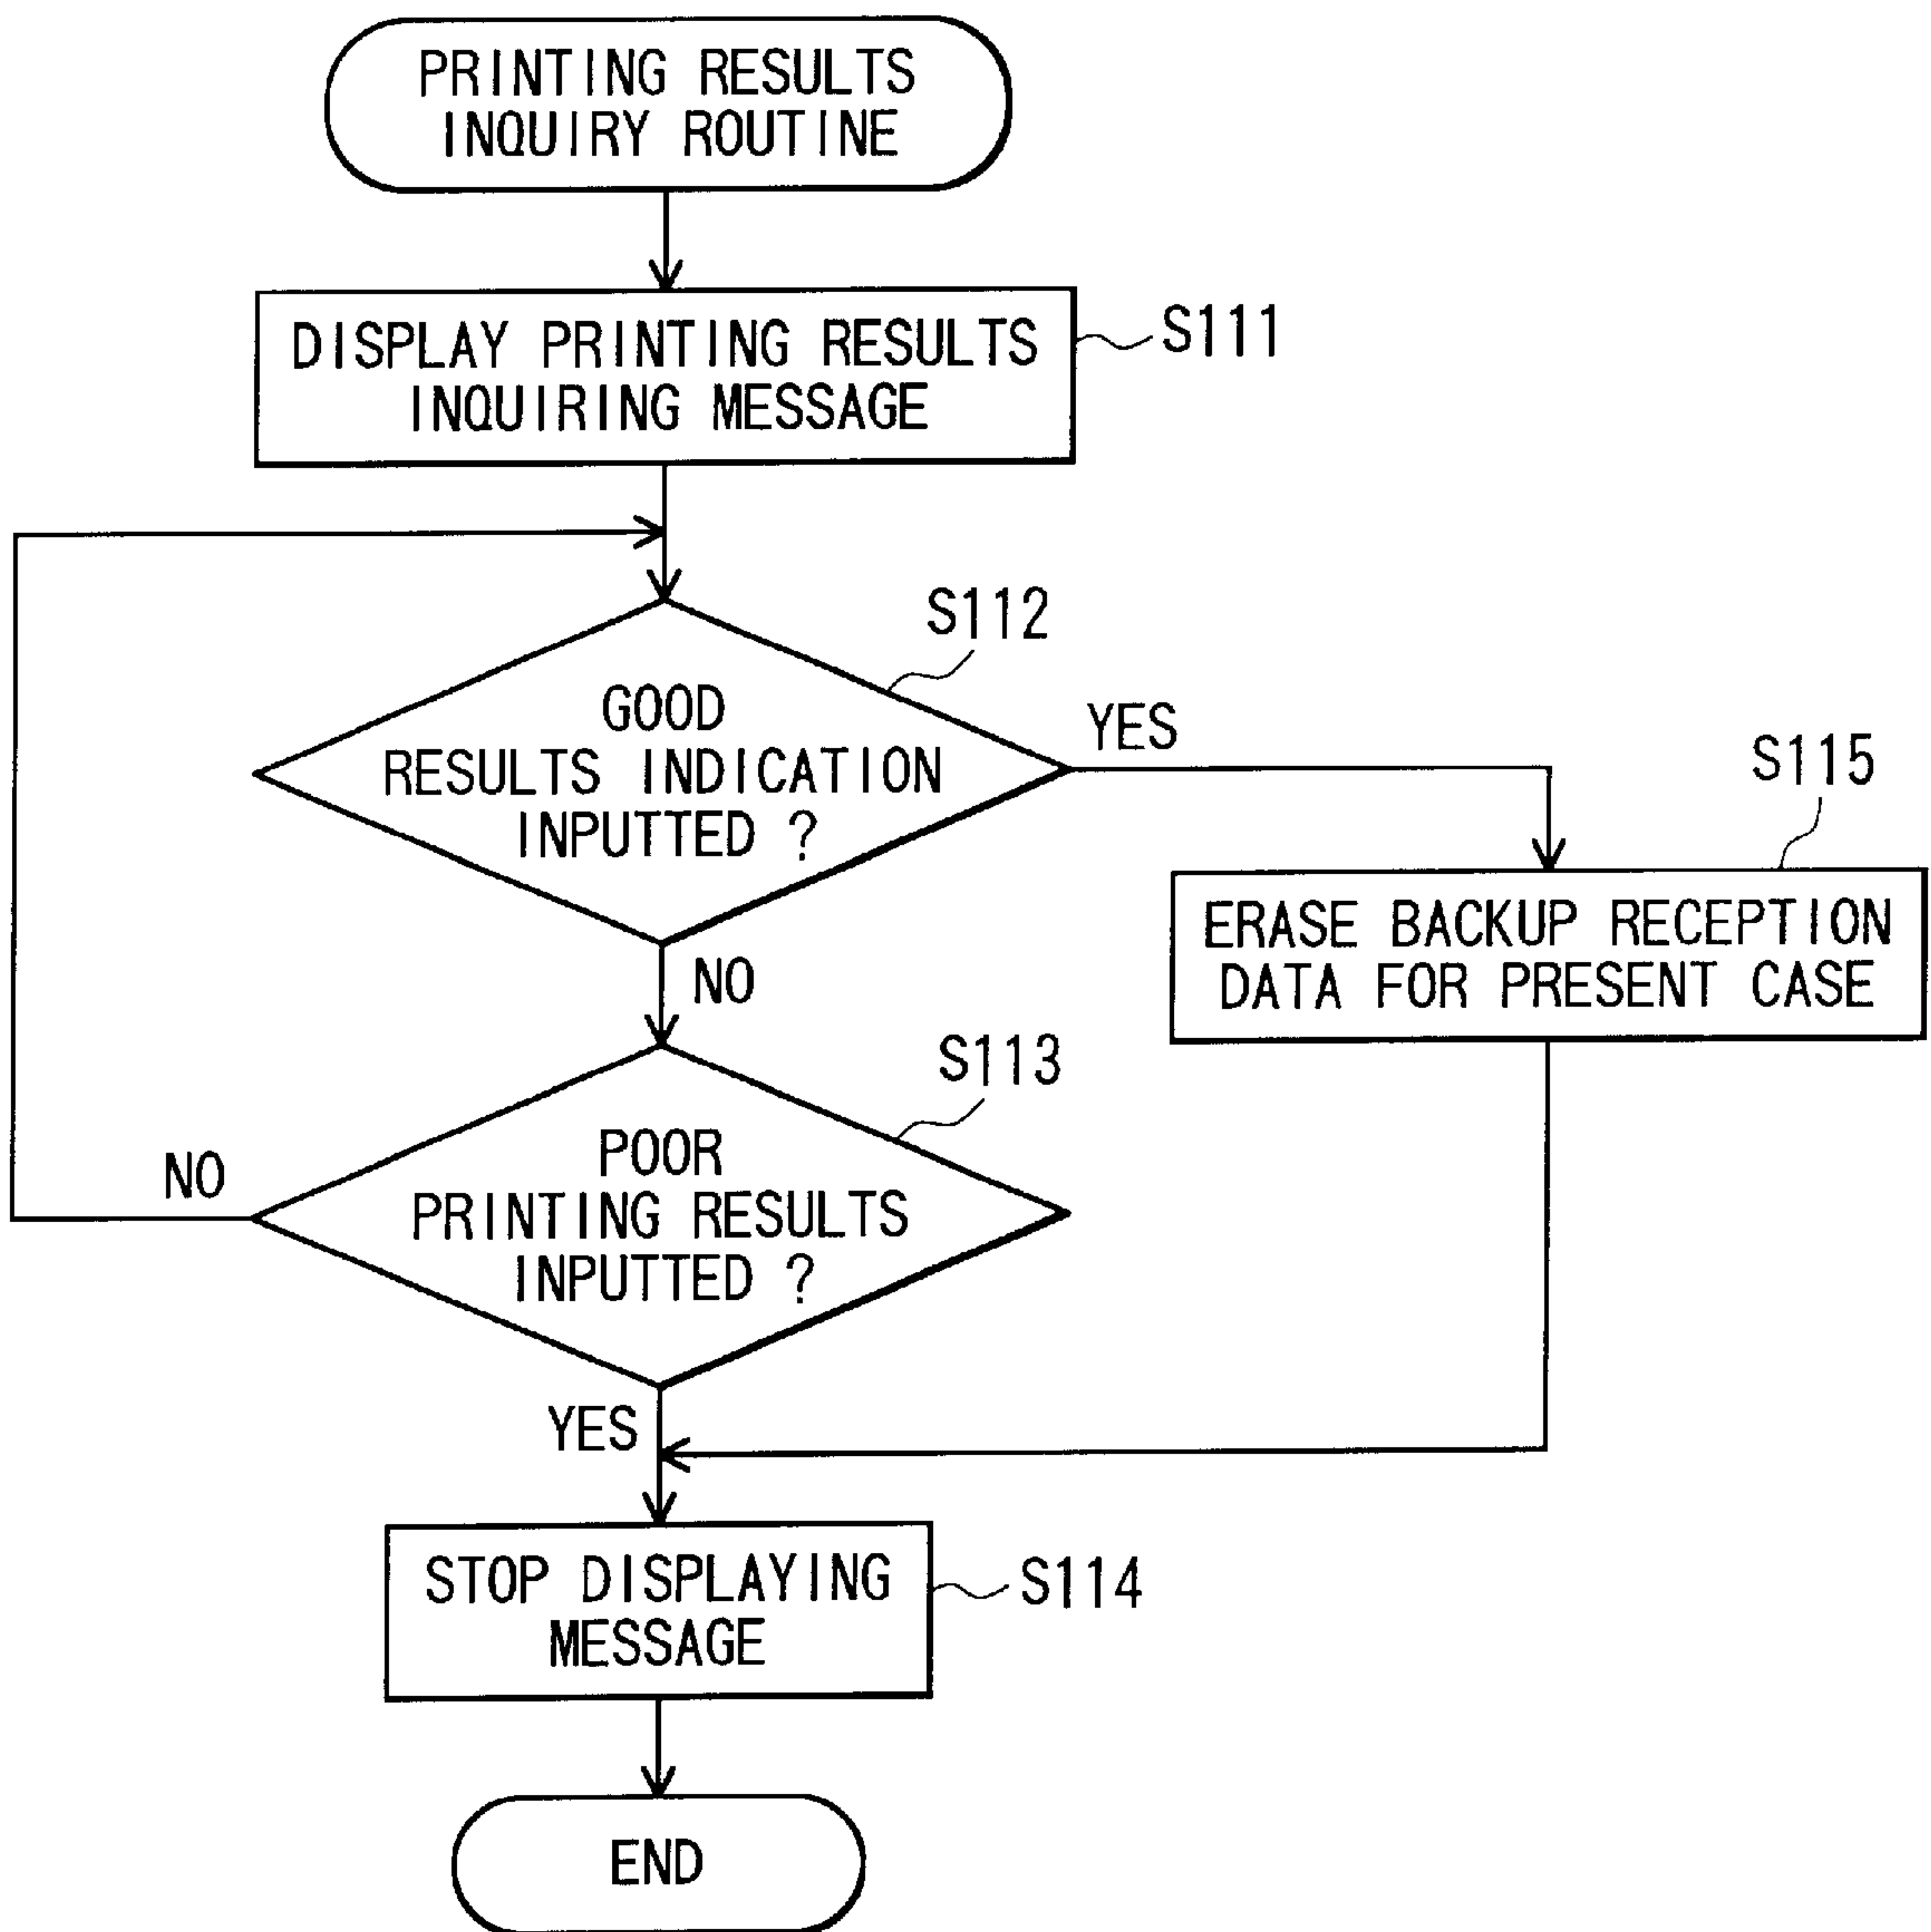 PRINTING RESULTS
INQUIRY ROUTINE
DISPLAY PRINTING RESULTS
INQUIRING MESSAGE
S111
S112
GOOD
RESULTS INDICATION
INPUTTED ?
YES
S115
ERASE BACKUP RECEPTION
DATA FOR PRESENT CASE
NO
S113
POOR
PRINTING RESULTS
INPUTTED ?
NO
YES
STOP DISPLAYING
MESSAGE
S114
END